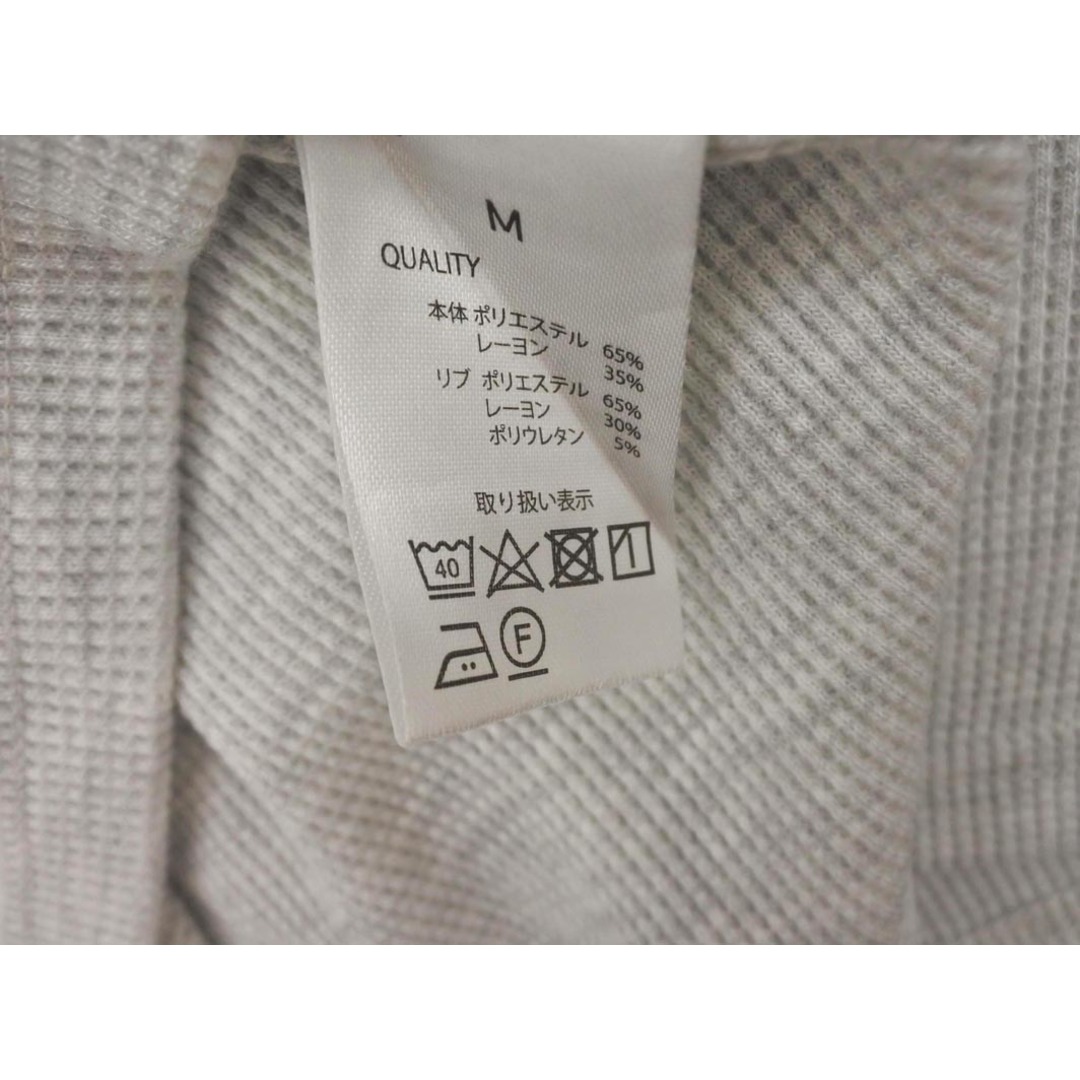 M
QUALITY
本体 ポリエステル 65%
レーヨン 35%
リブ ポリエステル 65%
レーヨン 30%
ポリウレタン 5%
取り扱い表示
40
F